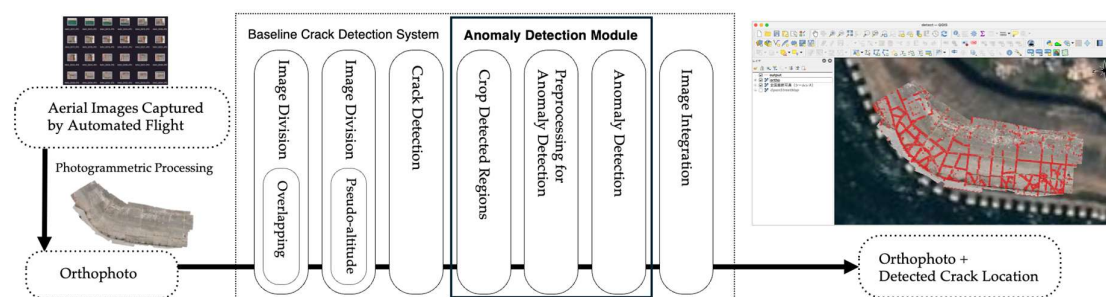 Aerial Images Captured
by Automated Flight
Photogrammetric Processing
Orthophoto
Baseline Crack Detection System
Image Division
Overlapping
Image Division
Pseudo-altitude
Crack Detection
Anomaly Detection Module
Crop Detected Regions
Preprocessing for
Anomaly Detection
Anomaly Detection
Image Integration
Orthophoto +
Detected Crack Location